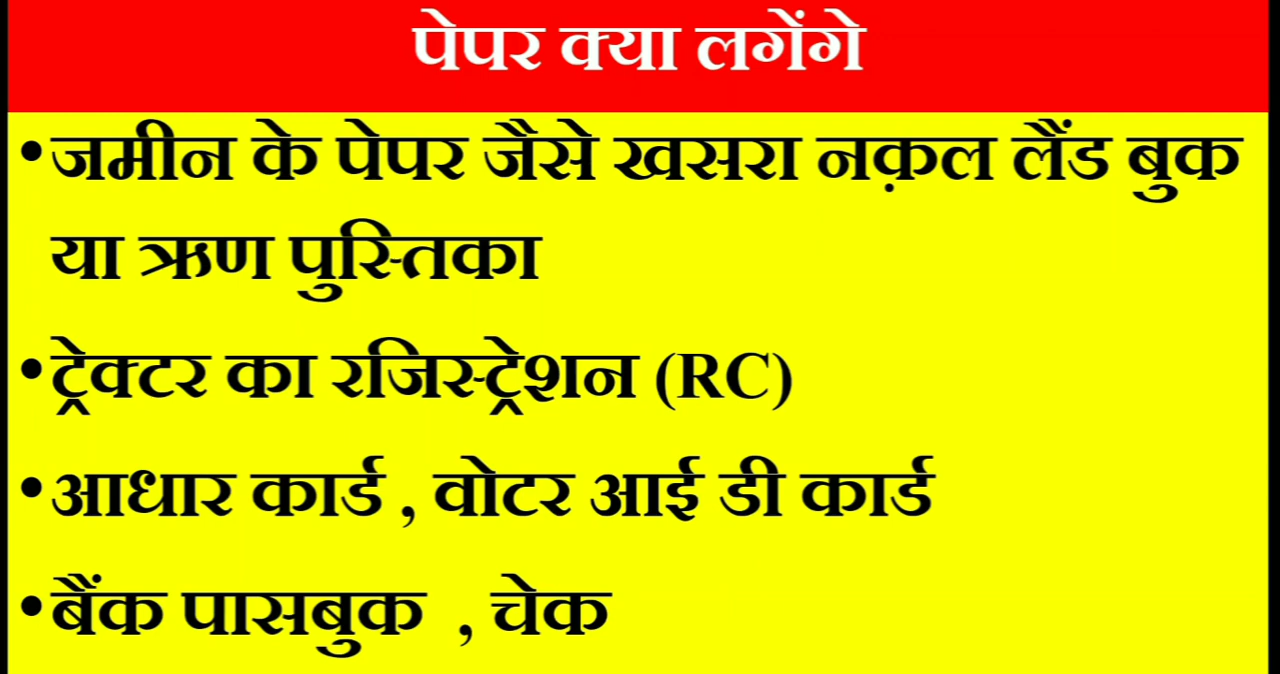 पेपर क्या लगेंगे
•जमीन के पेपर जैसे खसरा नक़ल लैंड बुक
या ऋण पुस्तिका
•ट्रेक्टर का रजिस्ट्रेशन (RC)
•आधार कार्ड , वोटर आई डी कार्ड
•बैंक पासबुक , चेक